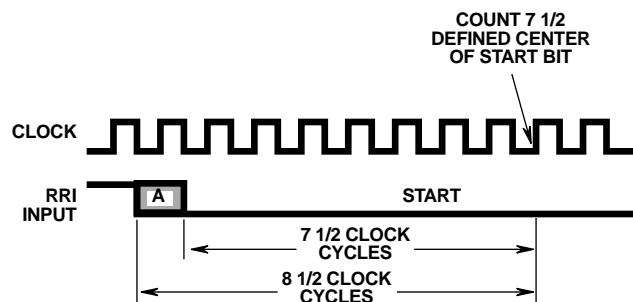 COUNT 7 1/2
DEFINED CENTER
OF START BIT
CLOCK
RRI
INPUT
A
START
7 1/2 CLOCK
CYCLES
8 1/2 CLOCK
CYCLES